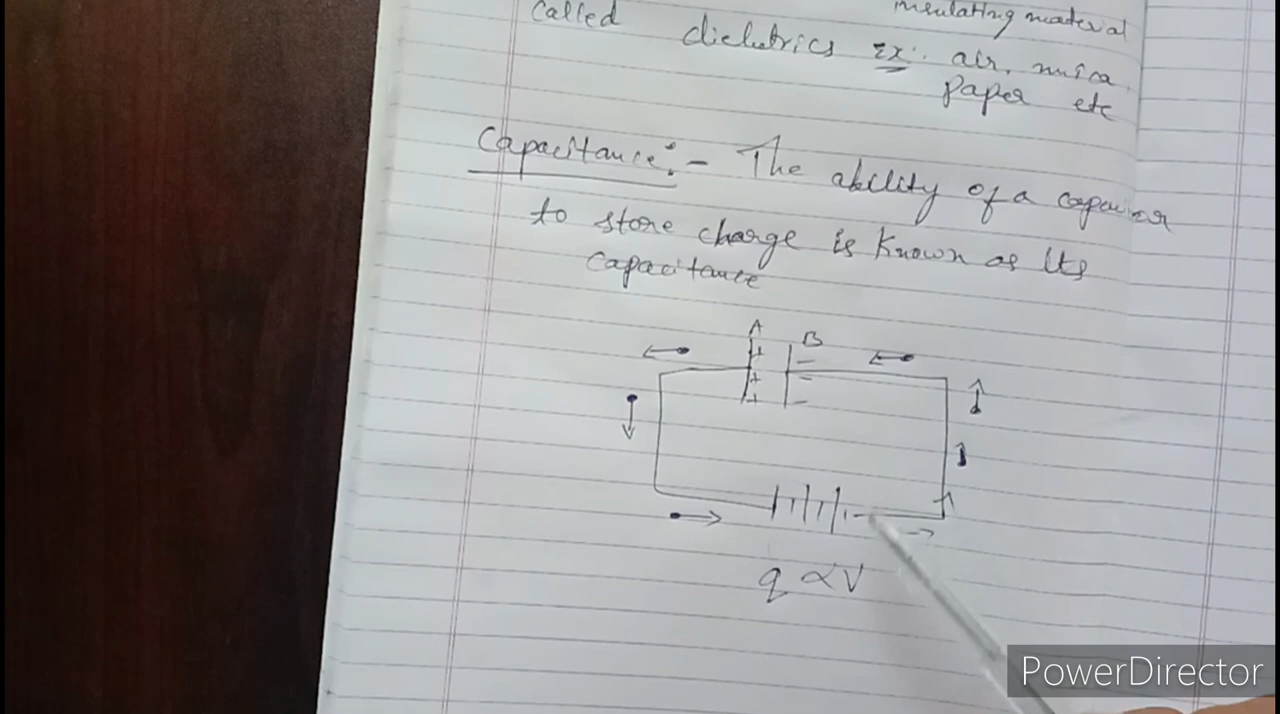 insulating material
called dielectrics Ex:- air, mica
paper etc
Capacitance:- The ability of a capacitor
to store charge is known as its
capacitance
A
B
q ∝ V
PowerDirector